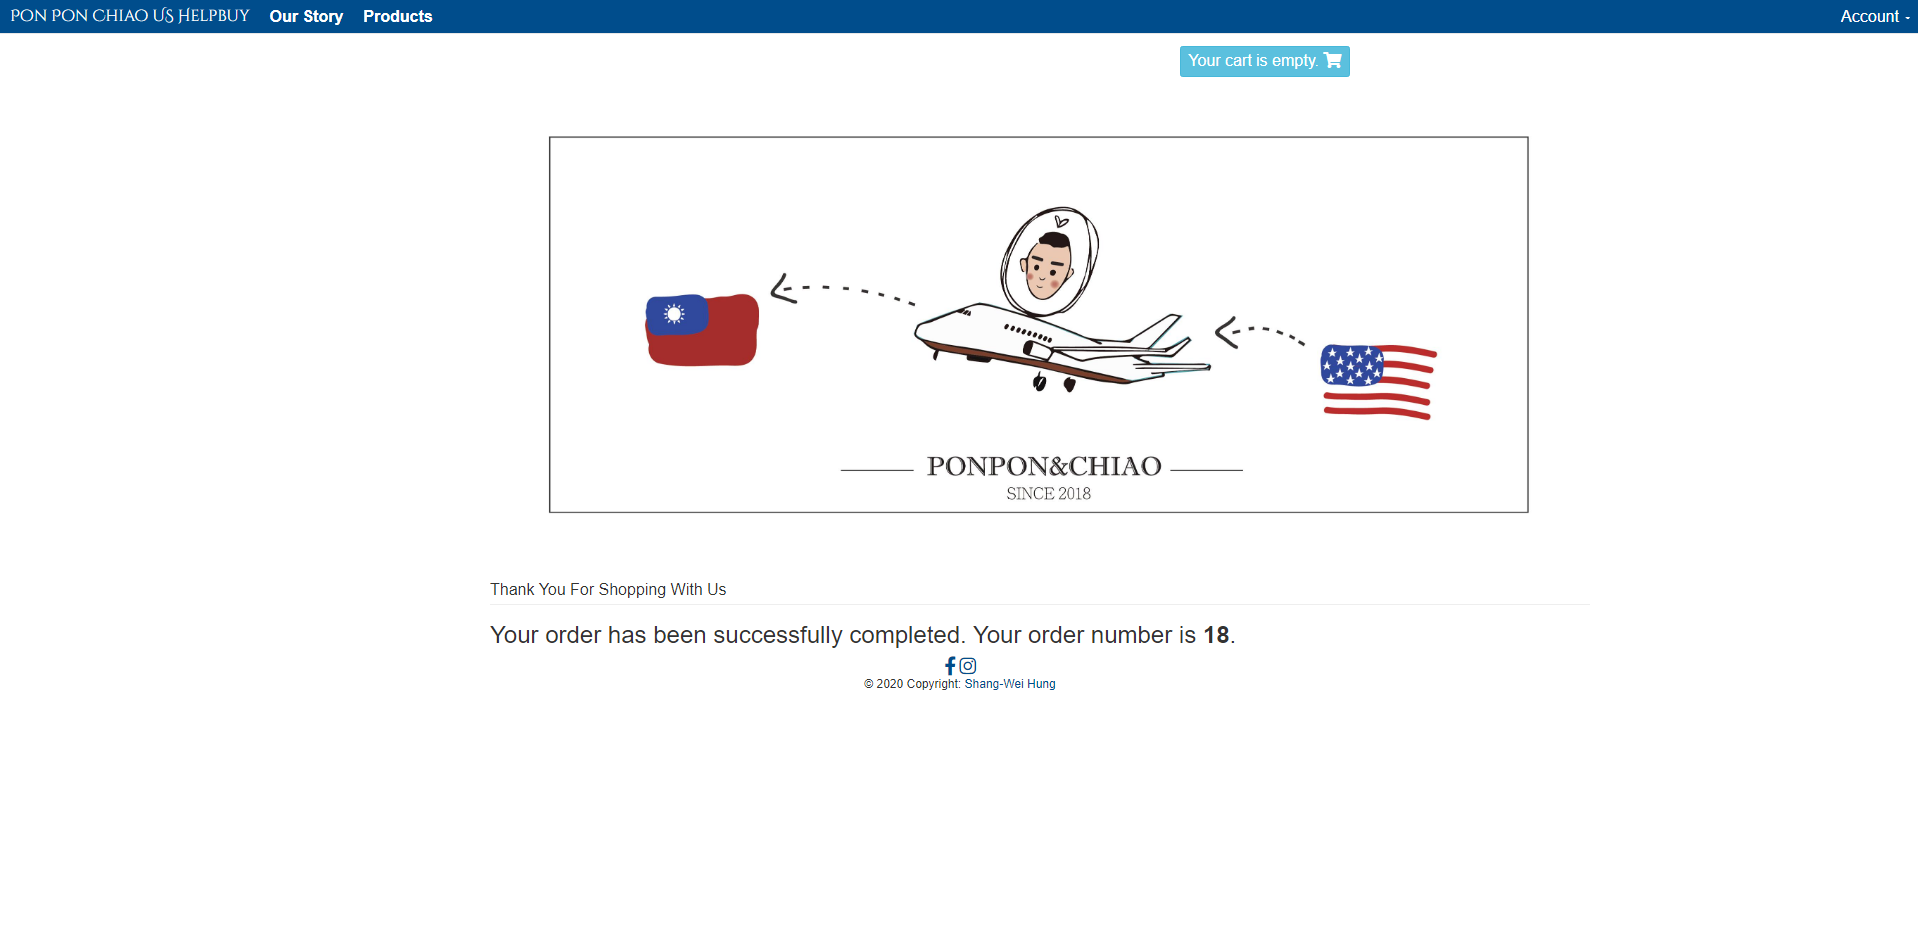 Pon Pon Chiao US Helpbuy Our Story Products Account
Your cart is empty.
PONPON&CHIAO
SINCE 2018
Thank You For Shopping With Us
Your order has been successfully completed. Your order number is 18.
© 2020 Copyright: Shang-Wei Hung